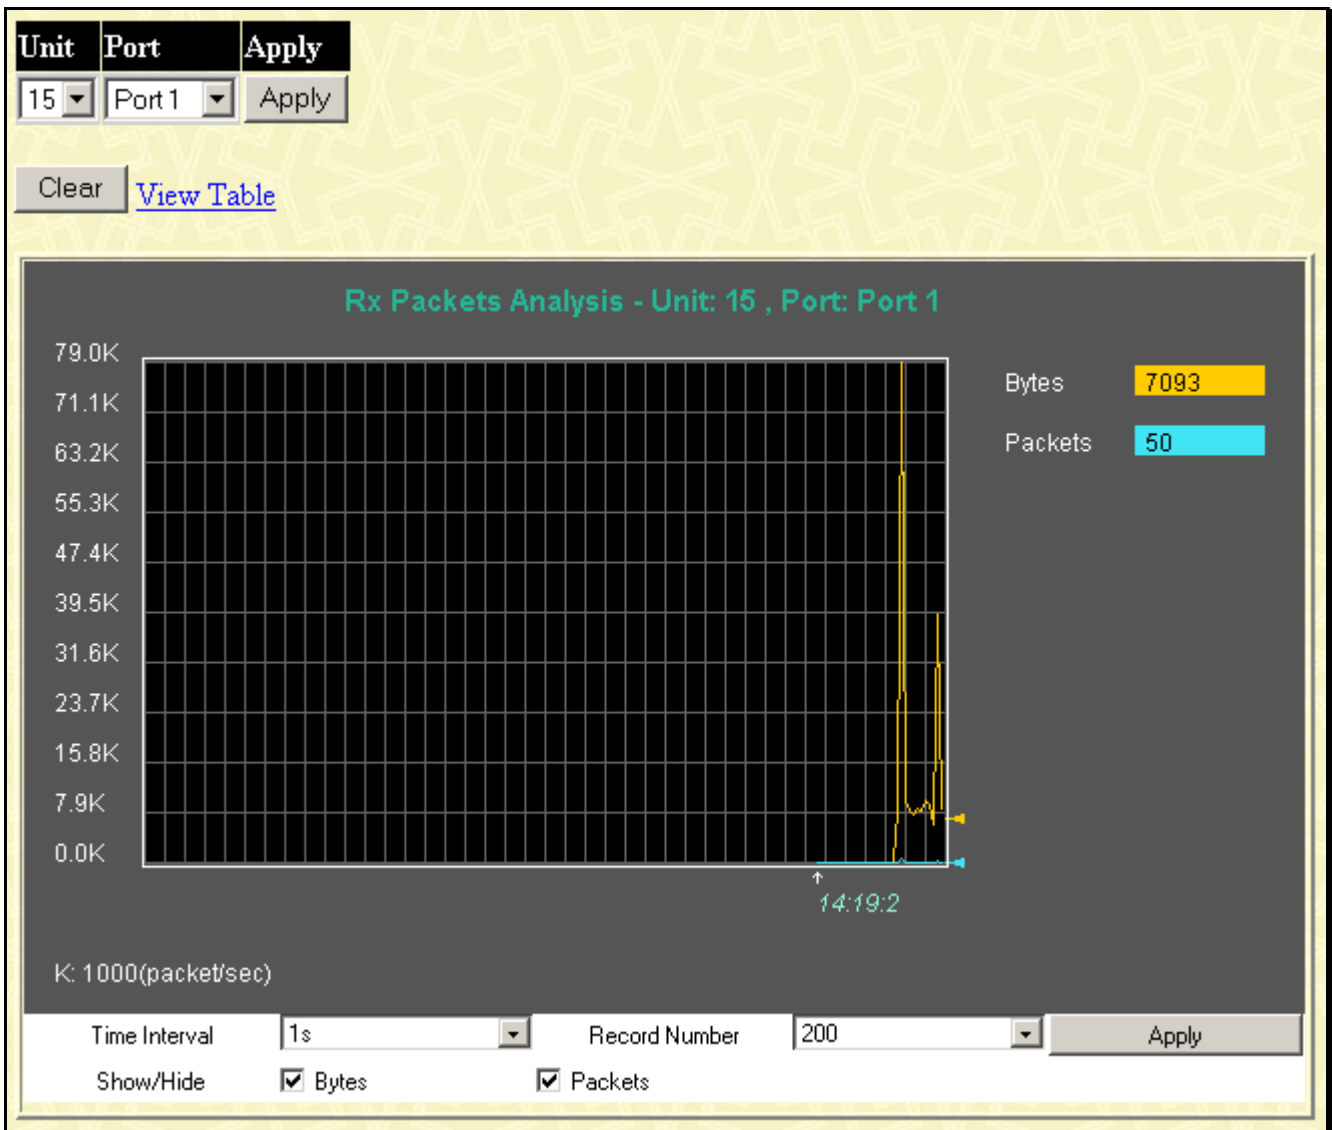 Unit Port Apply
15 Port 1 Apply
Clear View Table
Rx Packets Analysis - Unit: 15 , Port: Port 1
79.0K
71.1K
63.2K
55.3K
47.4K
39.5K
31.6K
23.7K
15.8K
7.9K
0.0K
Bytes 7093
Packets 50
14:19:2
K: 1000(packet/sec)
Time Interval 1s Record Number 200 Apply
Show/Hide Bytes Packets